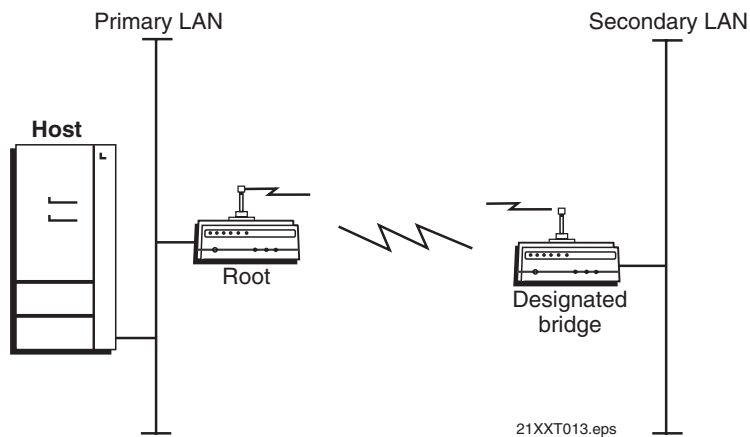 Primary LAN
Secondary LAN
Host
Root
Designated
bridge
21XXT013.eps